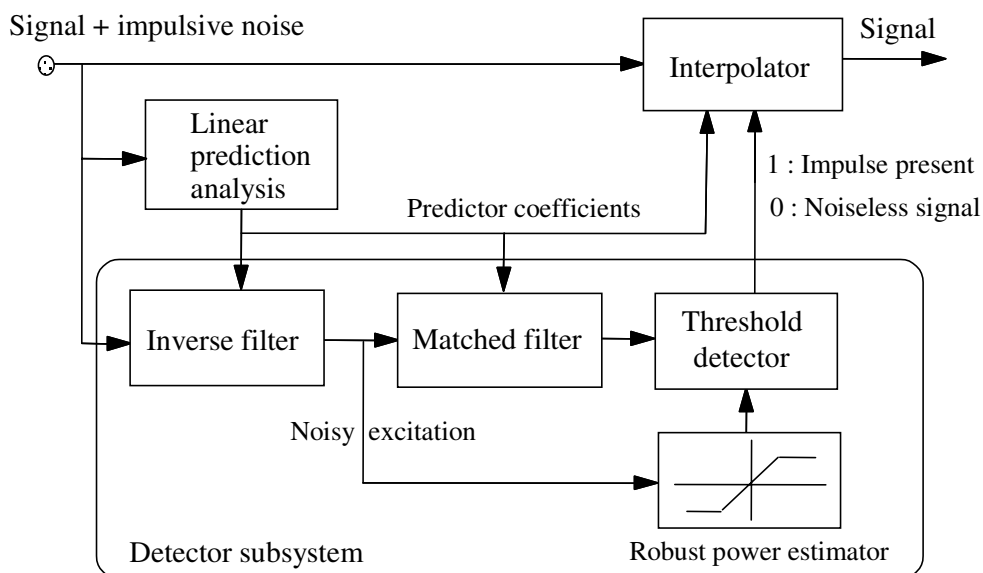 Signal + impulsive noise
Signal
Interpolator
Linear
prediction
analysis
1 : Impulse present
0 : Noiseless signal
Predictor coefficients
Inverse filter
Matched filter
Threshold
detector
Noisy excitation
Detector subsystem
Robust power estimator